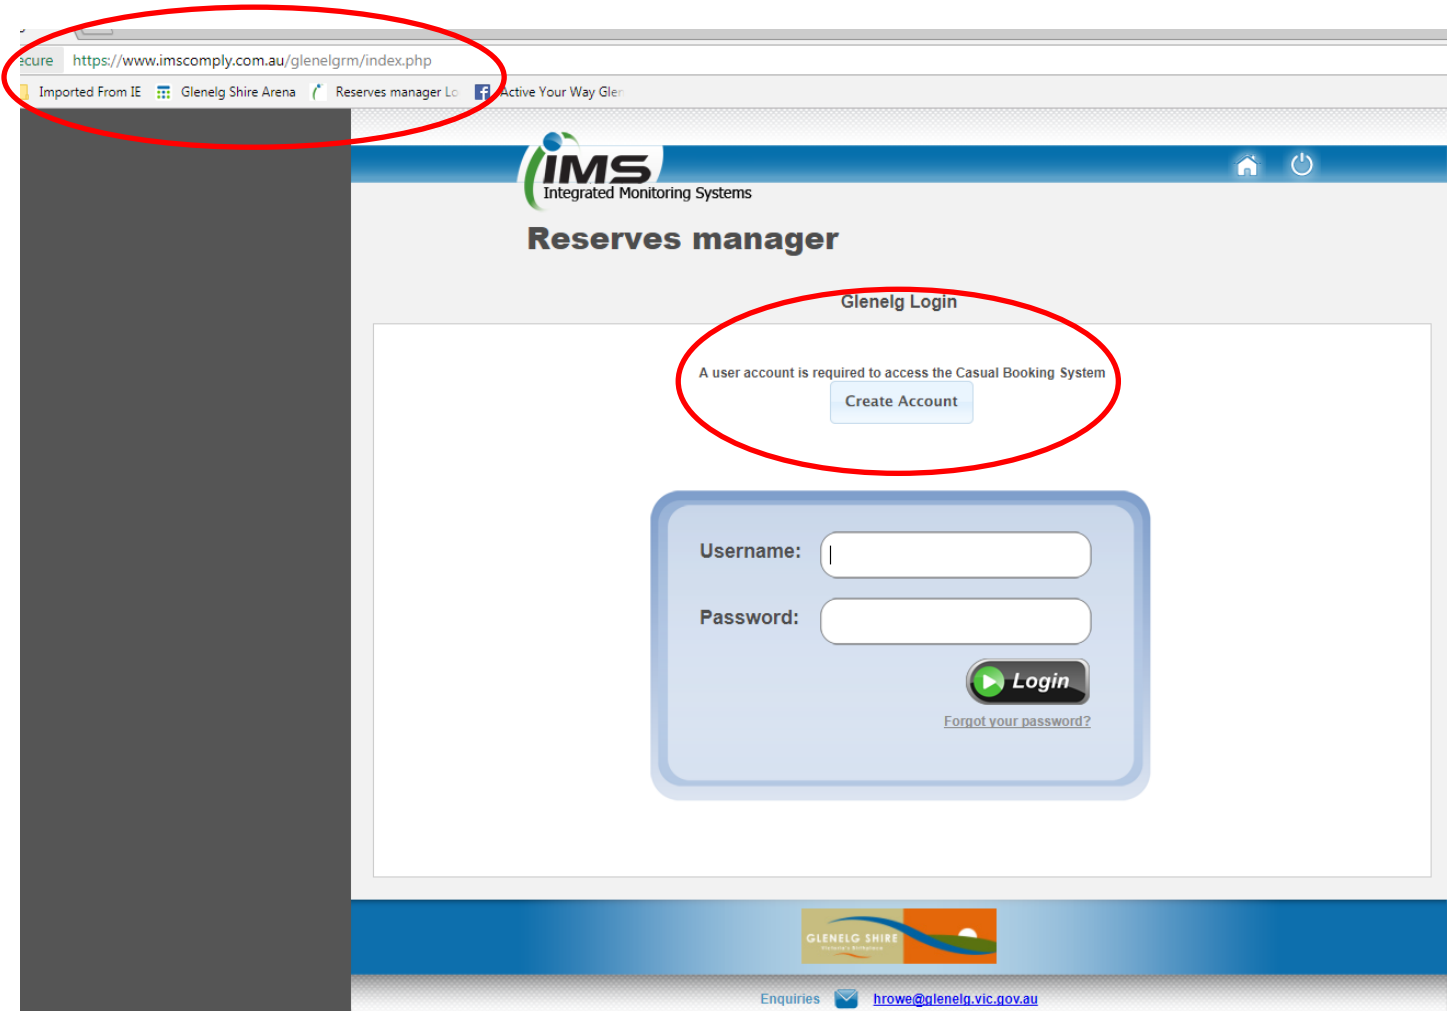 https://www.imscomply.com.au/glenelgrm/index.php
Imported From IE Glenelg Shire Arena Reserves manager Lo Active Your Way Glen
IMS
Integrated Monitoring Systems
Reserves manager
Glenelg Login
A user account is required to access the Casual Booking System
Create Account
Username:
Password:
Login
Forgot your password?
GLENELG SHIRE
Enquiries hrowe@glenelg.vic.gov.au